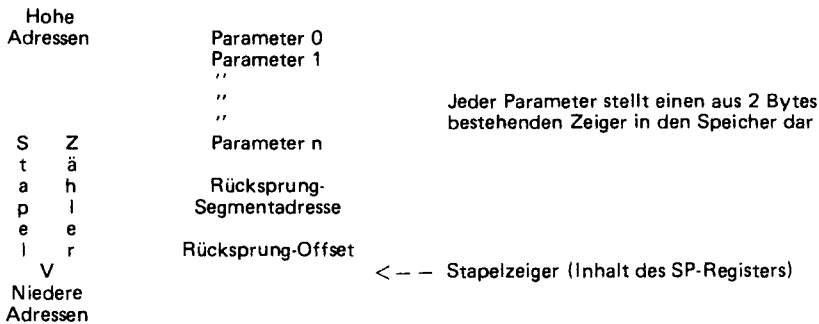 Hohe
Adressen Parameter 0
Parameter 1
''
''
''
Jeder Parameter stellt einen aus 2 Bytes
bestehenden Zeiger in den Speicher dar
S Z Parameter n
t ä
a h Rücksprung-
p l Segmentadresse
e e
l r Rücksprung-Offset
V <– – Stapelzeiger (Inhalt des SP-Registers)
Niedere
Adressen